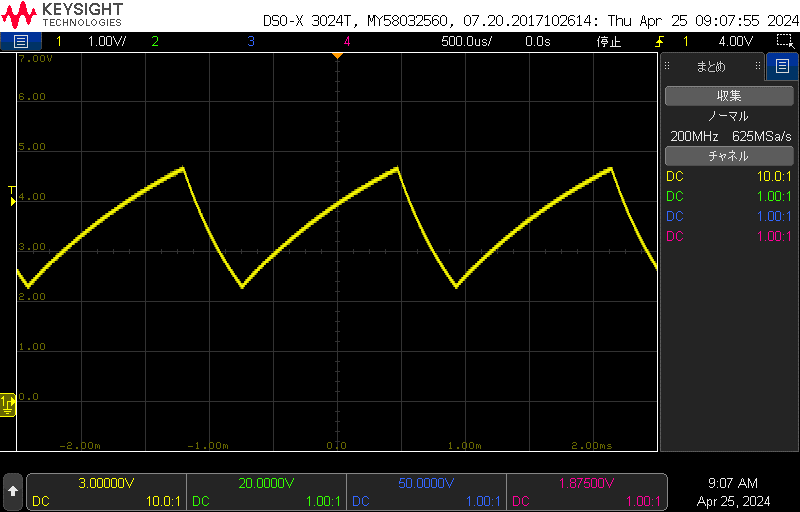 KEYSIGHT
TECHNOLOGIES
DSO-X 3024T, MY58032560, 07.20.2017102614: Thu Apr 25 09:07:55 2024
1 1.00V/ 2 3 4 500.0us/ 0.0s 停止 1 4.00V
7.00V
6.00
5.00
4.00
3.00
2.00
1.00
0.0
T
1
-2.00m -1.00m 0.0 1.00m 2.00ms
まとめ
収集
ノーマル
200MHz 625MSa/s
チャネル
DC 10.0:1
DC 1.00:1
DC 1.00:1
DC 1.00:1
3.00000V 20.0000V 50.0000V 1.87500V
DC 10.0:1 DC 1.00:1 DC 1.00:1 DC 1.00:1
9:07 AM
Apr 25, 2024